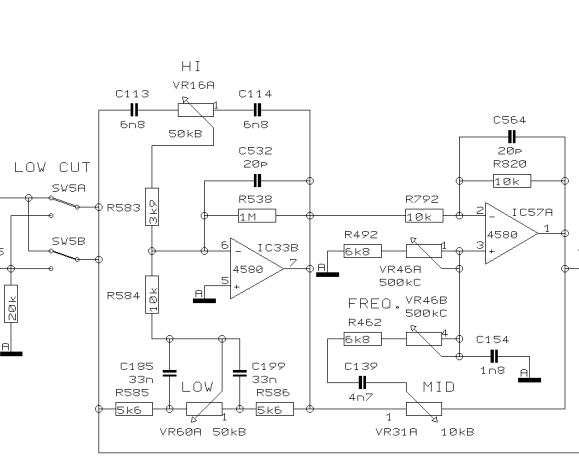 HI
VR16A
C113
1
C114
6n8
50kB
6n8
C564
C532
20p
20p
LOW CUT
R820
10k
SW5A
R538
R792
R583
3k9
1M
10k
2
IC57A
6
IC33B
R492
4580
1
SW5B
4580
7
A
6k8
1
3
5
VR46A
500kC
R584
10k
A
VR46B
FREQ.
500kC
20k
R462
6k8
4
C154
A
C185
C199
C139
1n8
A
33n
LOW
33n
4n7
MID
R585
R586
5k6
1
5k6
1
VR60A
50kB
VR31A
10kB